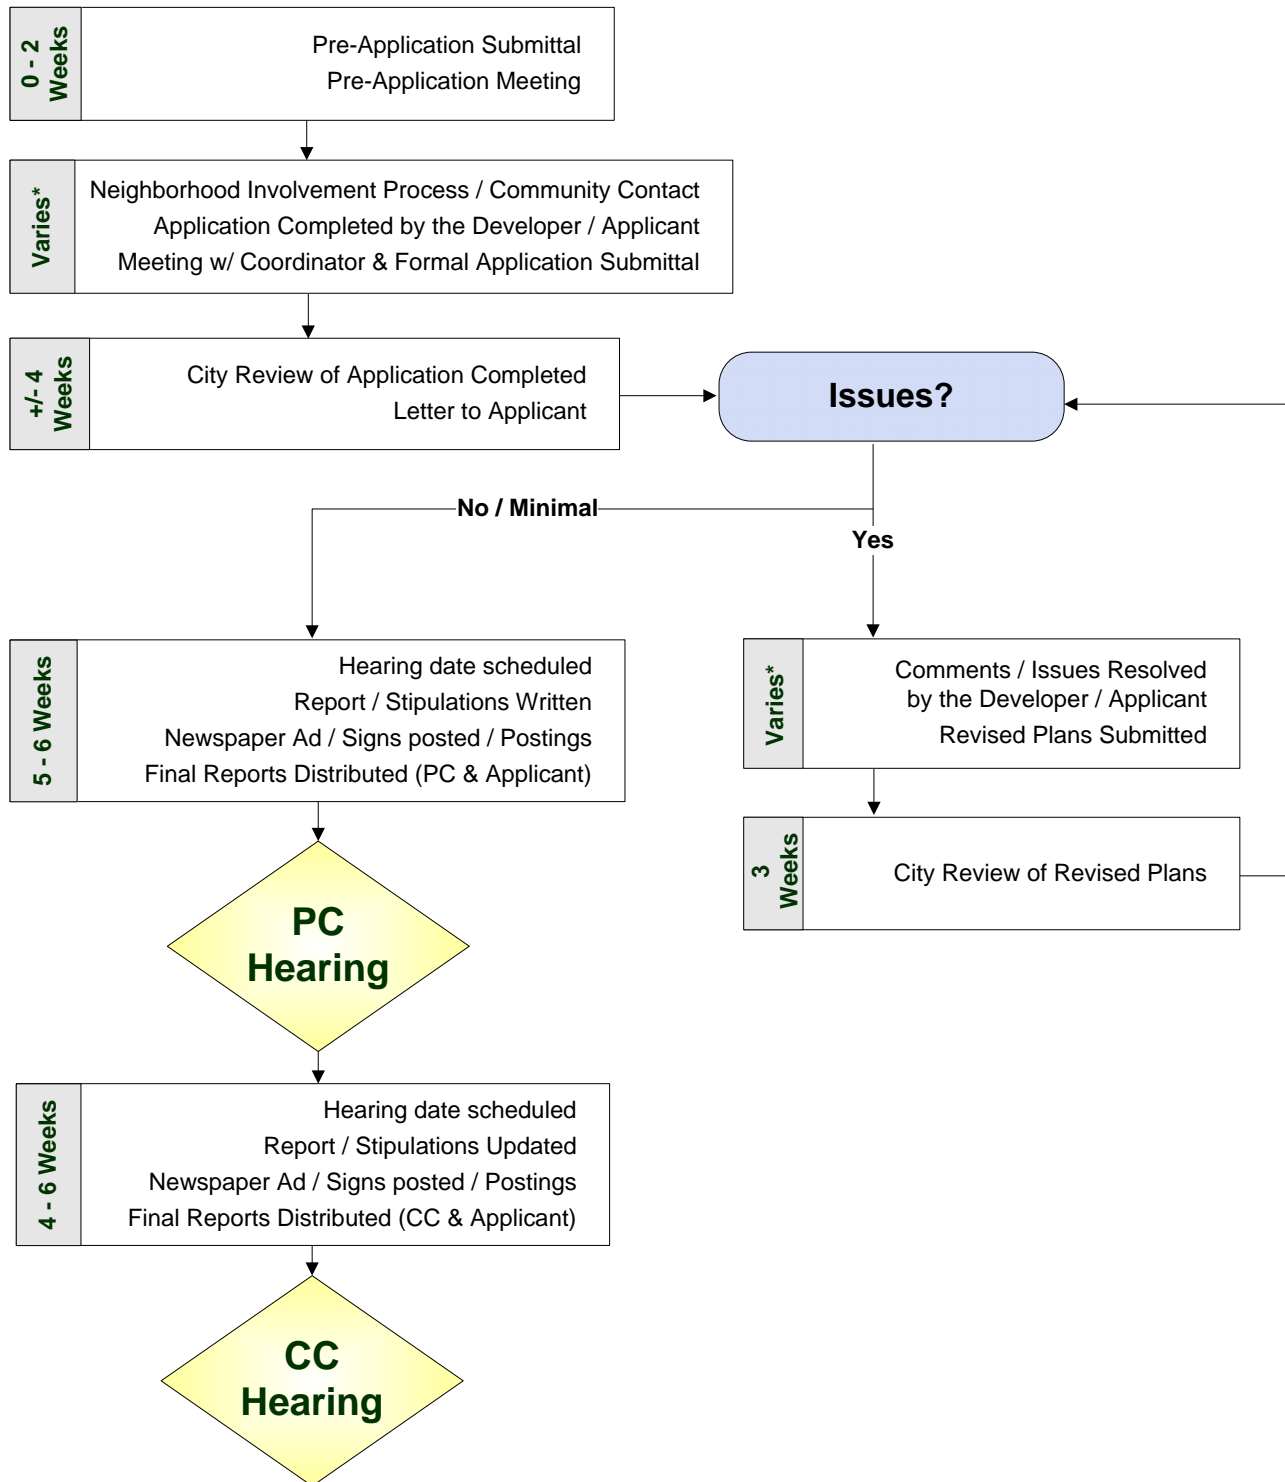 0 - 2
Weeks
Pre-Application Submittal
Pre-Application Meeting
Varies*
Neighborhood Involvement Process / Community Contact
Application Completed by the Developer / Applicant
Meeting w/ Coordinator & Formal Application Submittal
+/- 4
Weeks
City Review of Application Completed
Letter to Applicant
Issues?
No / Minimal
Yes
5 - 6 Weeks
Hearing date scheduled
Report / Stipulations Written
Newspaper Ad / Signs posted / Postings
Final Reports Distributed (PC & Applicant)
Varies*
Comments / Issues Resolved
by the Developer / Applicant
Revised Plans Submitted
3
Weeks
City Review of Revised Plans
PC
Hearing
4 - 6 Weeks
Hearing date scheduled
Report / Stipulations Updated
Newspaper Ad / Signs posted / Postings
Final Reports Distributed (CC & Applicant)
CC
Hearing